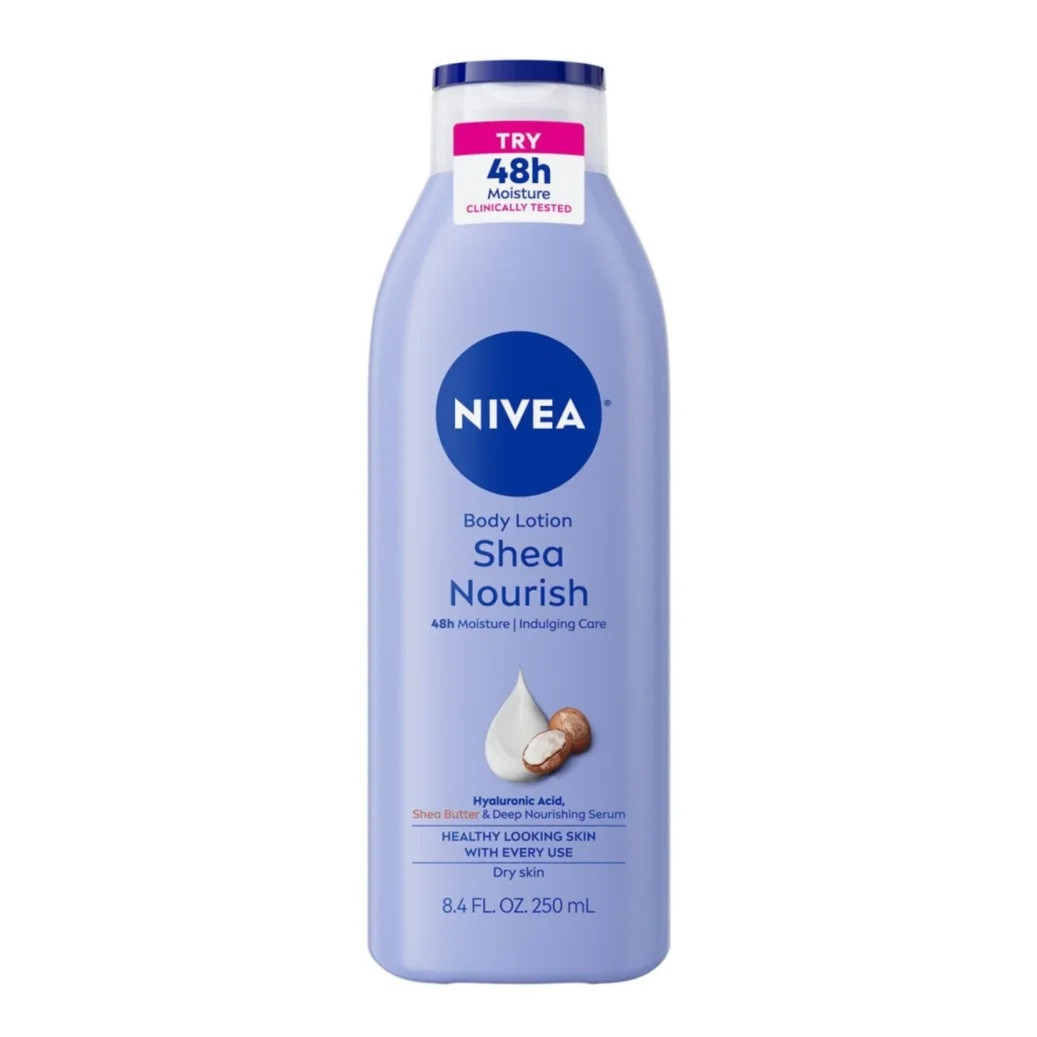 TRY
48h
Moisture
CLINICALLY TESTED
NIVEA
Body Lotion
Shea
Nourish
48h Moisture | Indulging Care
Hyaluronic Acid,
Shea Butter & Deep Nourishing Serum
HEALTHY LOOKING SKIN
WITH EVERY USE
Dry skin
8.4 FL. OZ. 250 mL